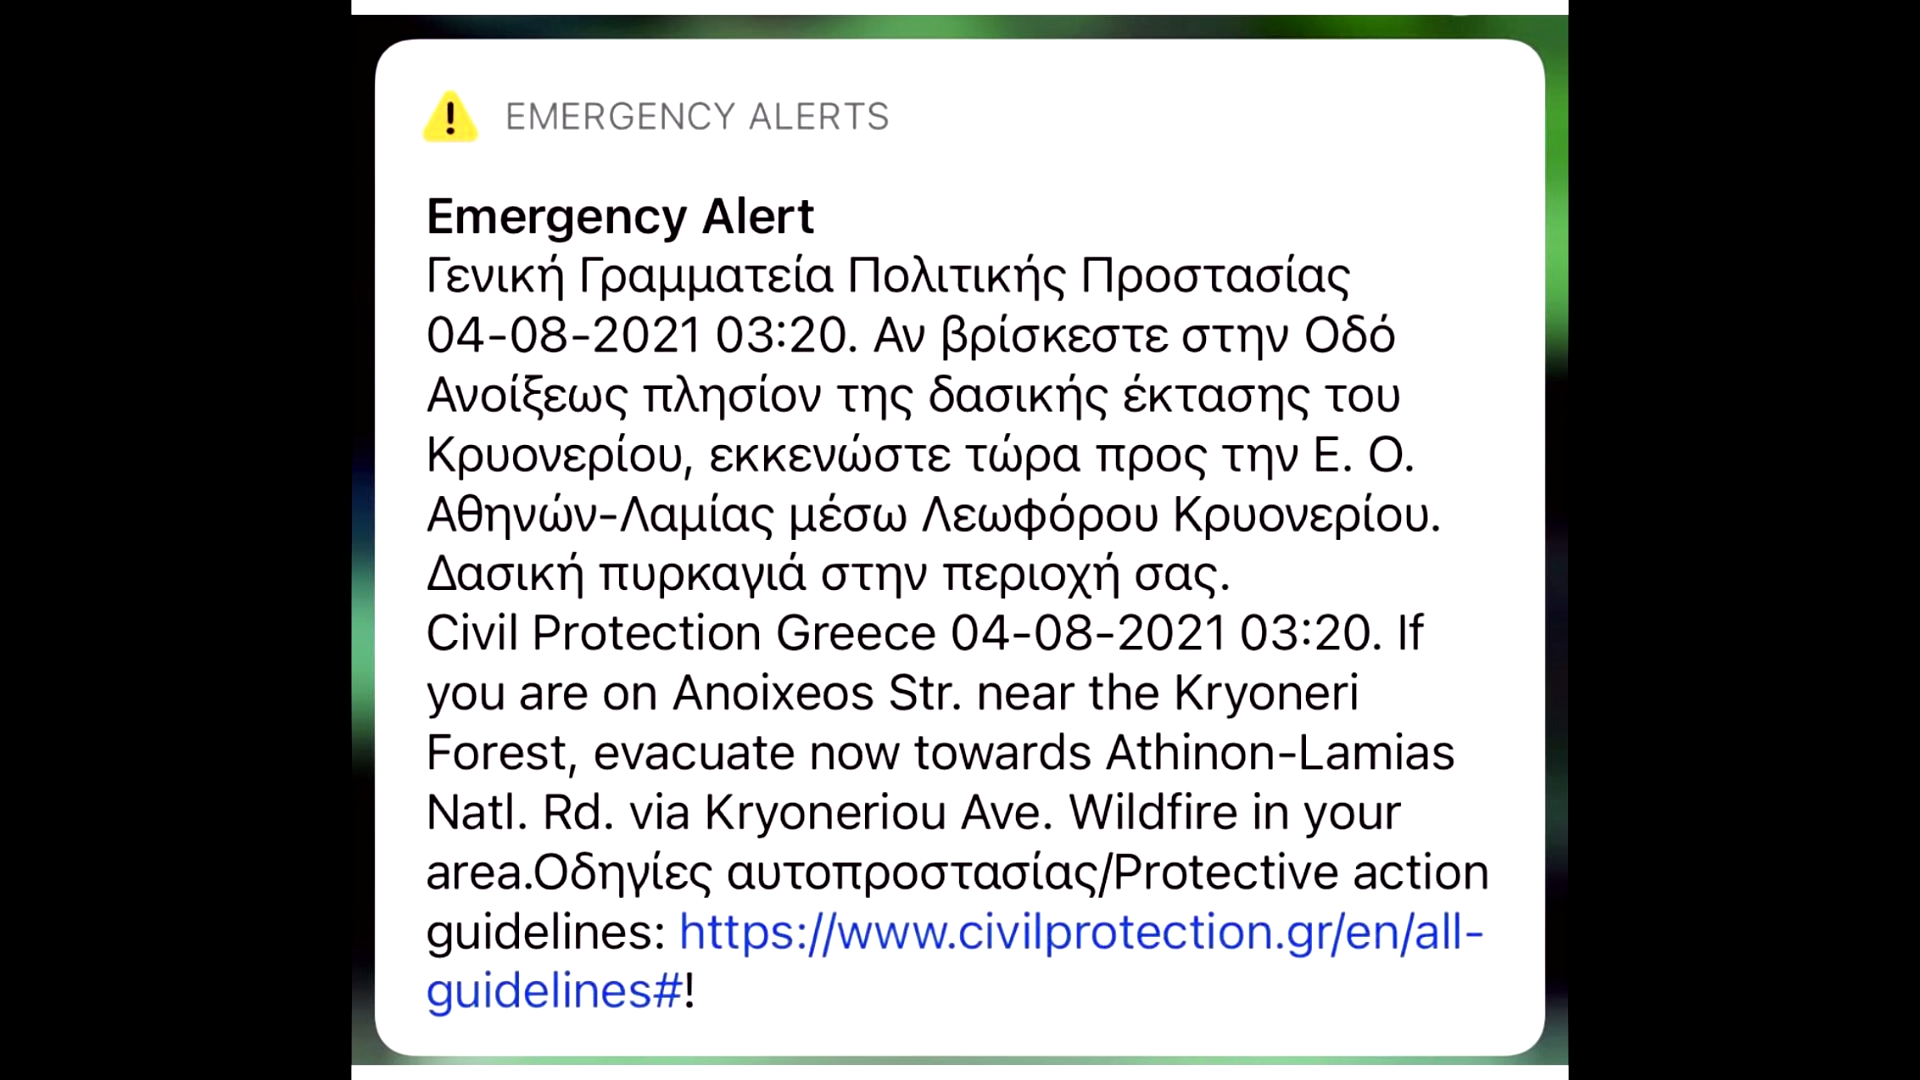 EMERGENCY ALERTS
Emergency Alert
Γενική Γραμματεία Πολιτικής Προστασίας
04-08-2021 03:20. Αν βρίσκεστε στην Οδό
Ανοίξεως πλησίον της δασικής έκτασης του
Κρυονερίου, εκκενώστε τώρα προς την Ε. Ο.
Αθηνών-Λαμίας μέσω Λεωφόρου Κρυονερίου.
Δασική πυρκαγιά στην περιοχή σας.
Civil Protection Greece 04-08-2021 03:20. If
you are on Anoixeos Str. near the Kryoneri
Forest, evacuate now towards Athinon-Lamias
Natl. Rd. via Kryoneriou Ave. Wildfire in your
area.Οδηγίες αυτοπροστασίας/Protective action
guidelines: https://www.civilprotection.gr/en/all-
guidelines#!